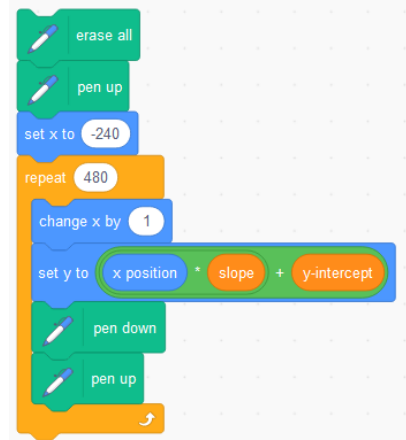 erase all
pen up
set x to -240
repeat 480
change x by 1
set y to x position * slope + y-intercept
pen down
pen up